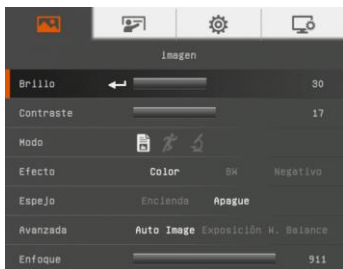 imagen
Brillo 30
Contraste 17
Modo
Efecto Color BW Negativo
Espejo Encienda Apague
Avanzada Auto Image Exposición W. Balance
Enfoque 911